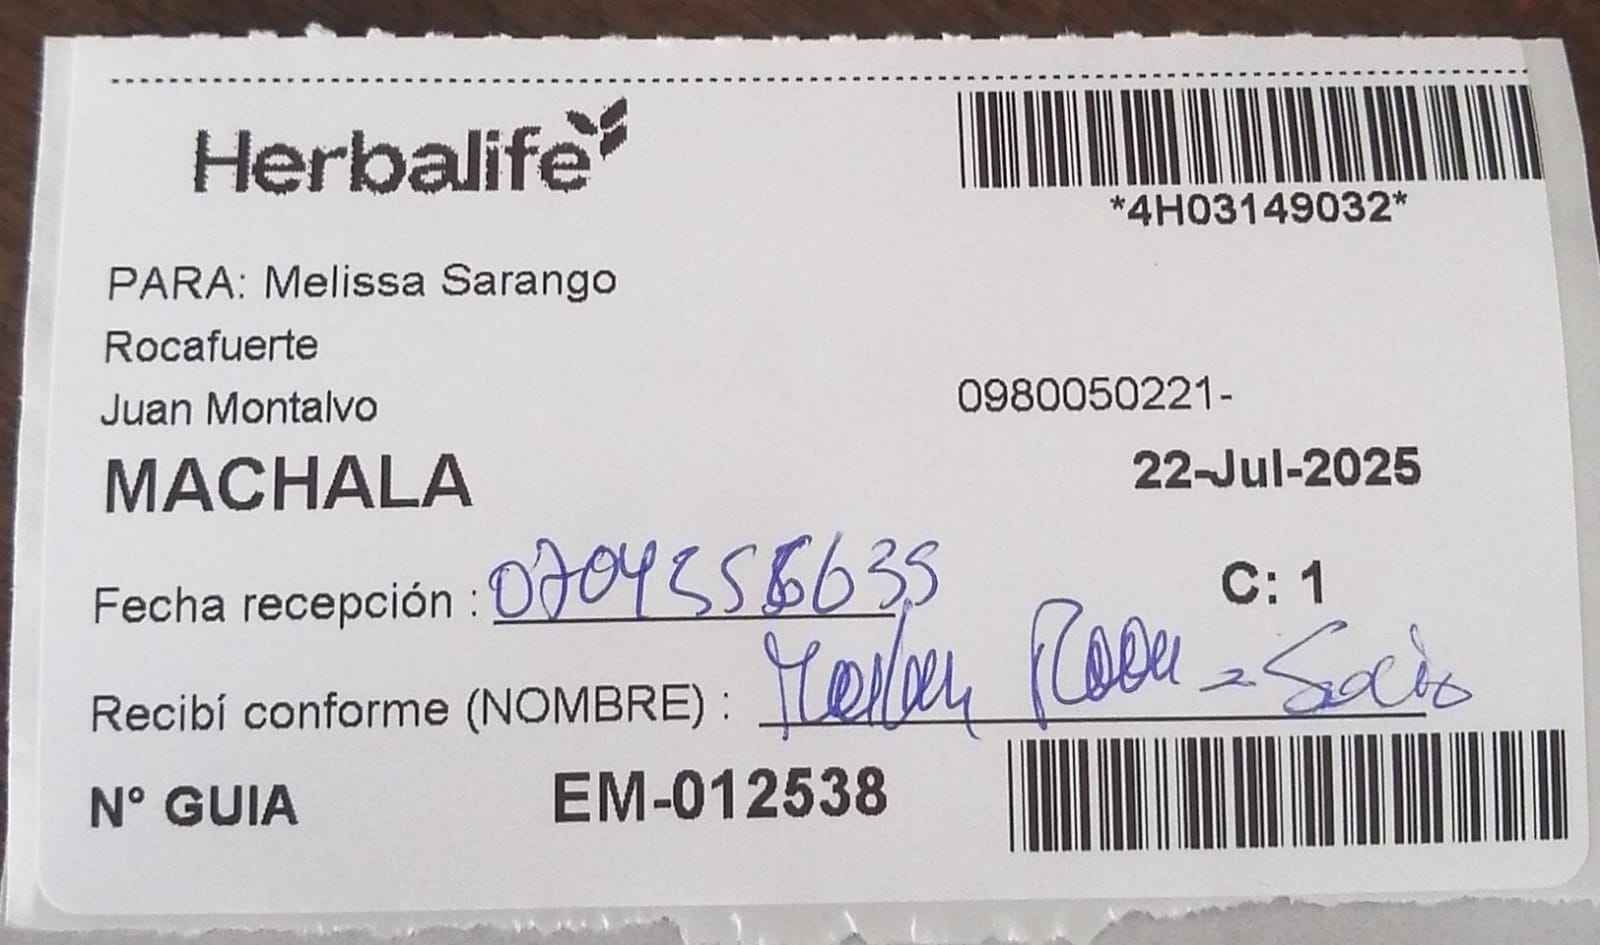 Herbalife
*4H03149032*
PARA: Melissa Sarango
Rocafuerte
Juan Montalvo
0980050221-
MACHALA
22-Jul-2025
Fecha recepción :
C: 1
Recibí conforme (NOMBRE) : - Socio
N° GUIA EM-012538